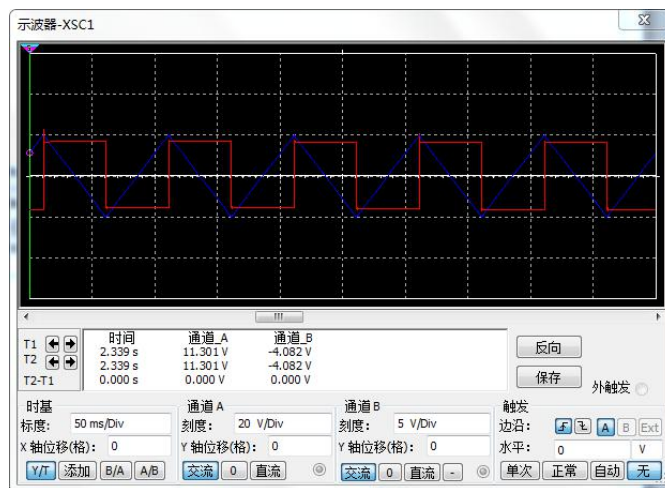 示波器-XSC1
时间 通道_A 通道_B
T1 2.339 s 11.301 V -4.082 V
T2 2.339 s 11.301 V -4.082 V
T2-T1 0.000 s 0.000 V 0.000 V
反向
保存
外触发
时基 通道 A 通道 B 触发
标度: 50 ms/Div 刻度: 20 V/Div 刻度: 5 V/Div 边沿: A B Ext
X 轴位移(格): 0 Y 轴位移(格): 0 Y 轴位移(格): 0 水平: 0 V
Y/T 添加 B/A A/B 交流 0 直流 交流 0 直流 - 单次 正常 自动 无